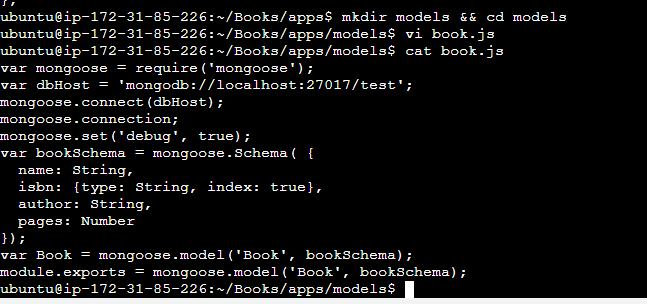 };
ubuntu@ip-172-31-85-226:~/Books/apps$ mkdir models && cd models
ubuntu@ip-172-31-85-226:~/Books/apps/models$ vi book.js
ubuntu@ip-172-31-85-226:~/Books/apps/models$ cat book.js
var mongoose = require('mongoose');
var dbHost = 'mongodb://localhost:27017/test';
mongoose.connect(dbHost);
mongoose.connection;
mongoose.set('debug', true);
var bookSchema = mongoose.Schema( {
  name: String,
  isbn: {type: String, index: true},
  author: String,
  pages: Number
});
var Book = mongoose.model('Book', bookSchema);
module.exports = mongoose.model('Book', bookSchema);
ubuntu@ip-172-31-85-226:~/Books/apps/models$